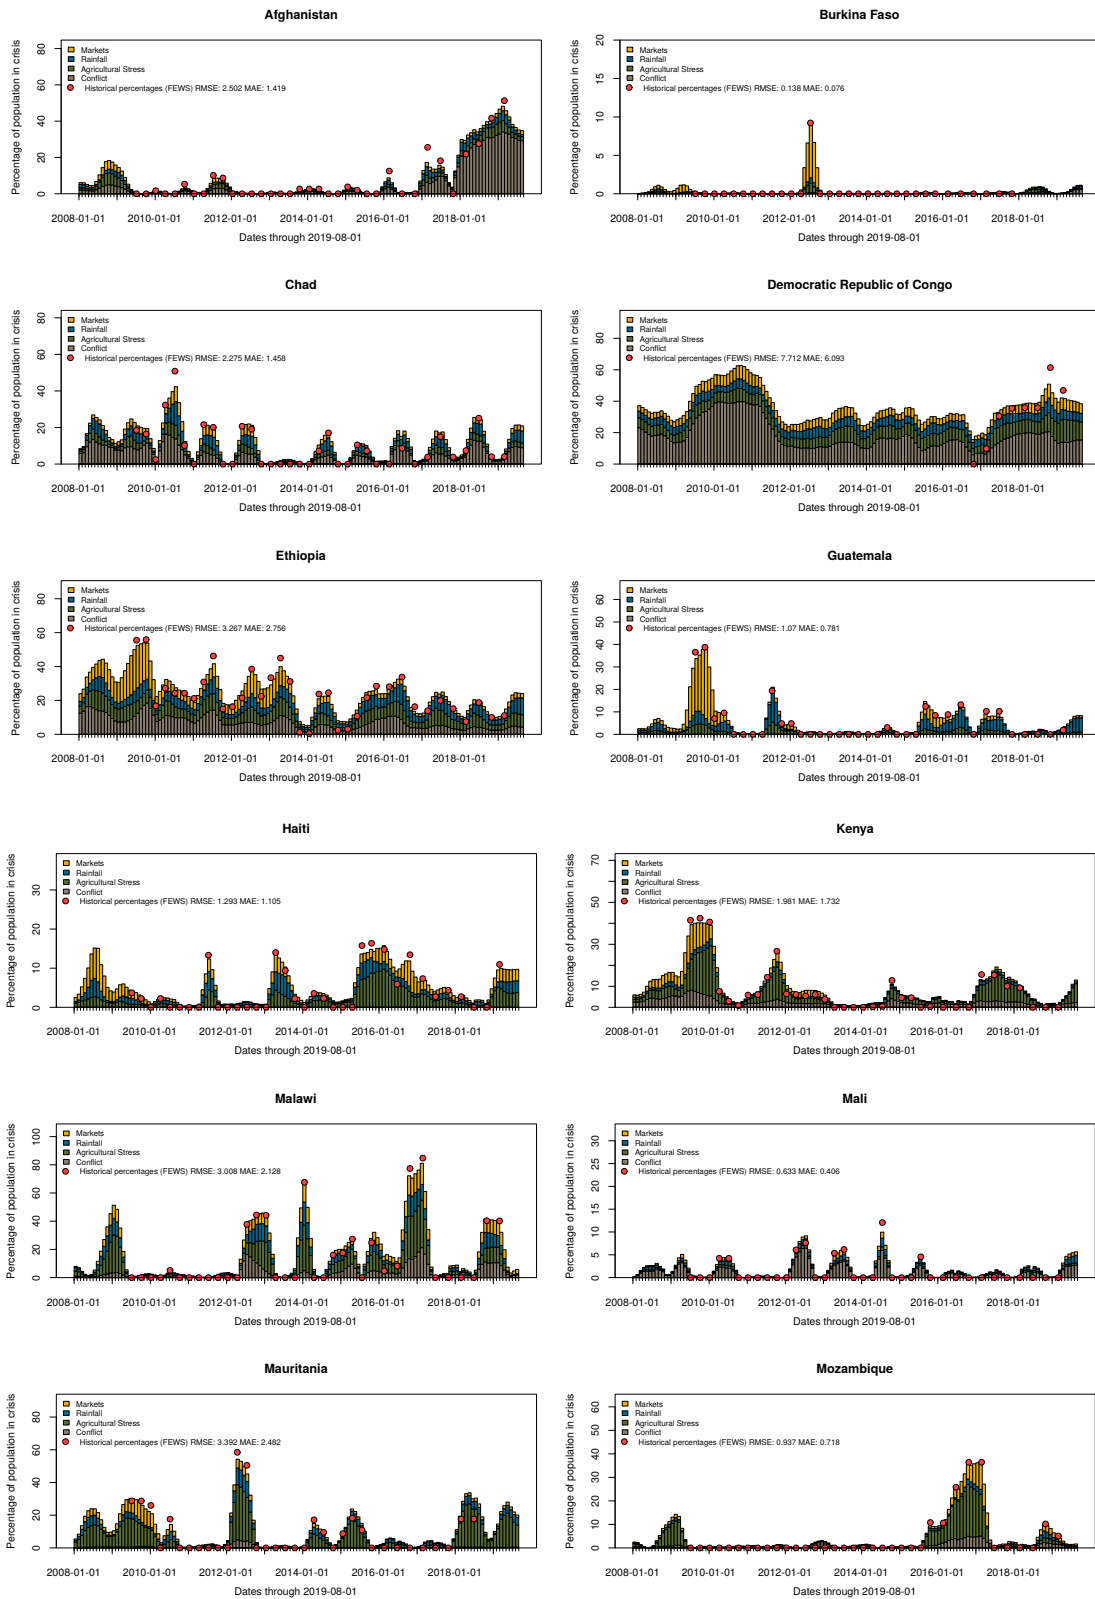 Afghanistan
Percentage of population in crisis
80
60
40
20
0
Markets
Rainfall
Agricultural Stress
Conflict
Historical percentages (FEWS) RMSE: 2.502 MAE: 1.419
2008-01-01 2010-01-01 2012-01-01 2014-01-01 2016-01-01 2018-01-01
Dates through 2019-08-01
Burkina Faso
Percentage of population in crisis
20
15
10
5
0
Markets
Rainfall
Agricultural Stress
Conflict
Historical percentages (FEWS) RMSE: 0.138 MAE: 0.076
2008-01-01 2010-01-01 2012-01-01 2014-01-01 2016-01-01 2018-01-01
Dates through 2019-08-01
Chad
Percentage of population in crisis
80
60
40
20
0
Markets
Rainfall
Agricultural Stress
Conflict
Historical percentages (FEWS) RMSE: 2.275 MAE: 1.458
2008-01-01 2010-01-01 2012-01-01 2014-01-01 2016-01-01 2018-01-01
Dates through 2019-08-01
Democratic Republic of Congo
Percentage of population in crisis
80
60
40
20
0
Markets
Rainfall
Agricultural Stress
Conflict
Historical percentages (FEWS) RMSE: 7.712 MAE: 6.093
2008-01-01 2010-01-01 2012-01-01 2014-01-01 2016-01-01 2018-01-01
Dates through 2019-08-01
Ethiopia
Percentage of population in crisis
80
60
40
20
0
Markets
Rainfall
Agricultural Stress
Conflict
Historical percentages (FEWS) RMSE: 3.267 MAE: 2.756
2008-01-01 2010-01-01 2012-01-01 2014-01-01 2016-01-01 2018-01-01
Dates through 2019-08-01
Guatemala
Percentage of population in crisis
60
50
40
30
20
10
0
Markets
Rainfall
Agricultural Stress
Conflict
Historical percentages (FEWS) RMSE: 1.07 MAE: 0.781
2008-01-01 2010-01-01 2012-01-01 2014-01-01 2016-01-01 2018-01-01
Dates through 2019-08-01
Haiti
Percentage of population in crisis
30
20
10
0
Markets
Rainfall
Agricultural Stress
Conflict
Historical percentages (FEWS) RMSE: 1.293 MAE: 1.105
2008-01-01 2010-01-01 2012-01-01 2014-01-01 2016-01-01 2018-01-01
Dates through 2019-08-01
Kenya
Percentage of population in crisis
70
60
50
40
30
20
10
0
Markets
Rainfall
Agricultural Stress
Conflict
Historical percentages (FEWS) RMSE: 1.981 MAE: 1.732
2008-01-01 2010-01-01 2012-01-01 2014-01-01 2016-01-01 2018-01-01
Dates through 2019-08-01
Malawi
Percentage of population in crisis
100
80
60
40
20
0
Markets
Rainfall
Agricultural Stress
Conflict
Historical percentages (FEWS) RMSE: 3.008 MAE: 2.128
2008-01-01 2010-01-01 2012-01-01 2014-01-01 2016-01-01 2018-01-01
Dates through 2019-08-01
Mali
Percentage of population in crisis
30
25
20
15
10
5
0
Markets
Rainfall
Agricultural Stress
Conflict
Historical percentages (FEWS) RMSE: 0.633 MAE: 0.406
2008-01-01 2010-01-01 2012-01-01 2014-01-01 2016-01-01 2018-01-01
Dates through 2019-08-01
Mauritania
Percentage of population in crisis
80
60
40
20
0
Markets
Rainfall
Agricultural Stress
Conflict
Historical percentages (FEWS) RMSE: 3.392 MAE: 2.482
2008-01-01 2010-01-01 2012-01-01 2014-01-01 2016-01-01 2018-01-01
Dates through 2019-08-01
Mozambique
Percentage of population in crisis
60
50
40
30
20
10
0
Markets
Rainfall
Agricultural Stress
Conflict
Historical percentages (FEWS) RMSE: 0.937 MAE: 0.718
2008-01-01 2010-01-01 2012-01-01 2014-01-01 2016-01-01 2018-01-01
Dates through 2019-08-01